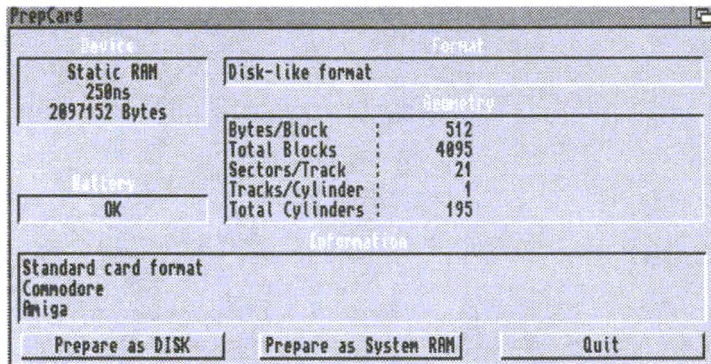 PrepCard
Device
Static RAM
250ns
2097152 Bytes
Battery
OK
Format
Disk-like format
Geometry
Bytes/Block : 512
Total Blocks : 4095
Sectors/Track : 21
Tracks/Cylinder : 1
Total Cylinders : 195
Information
Standard card format
Commodore
Amiga
Prepare as DISK
Prepare as System RAM
Quit